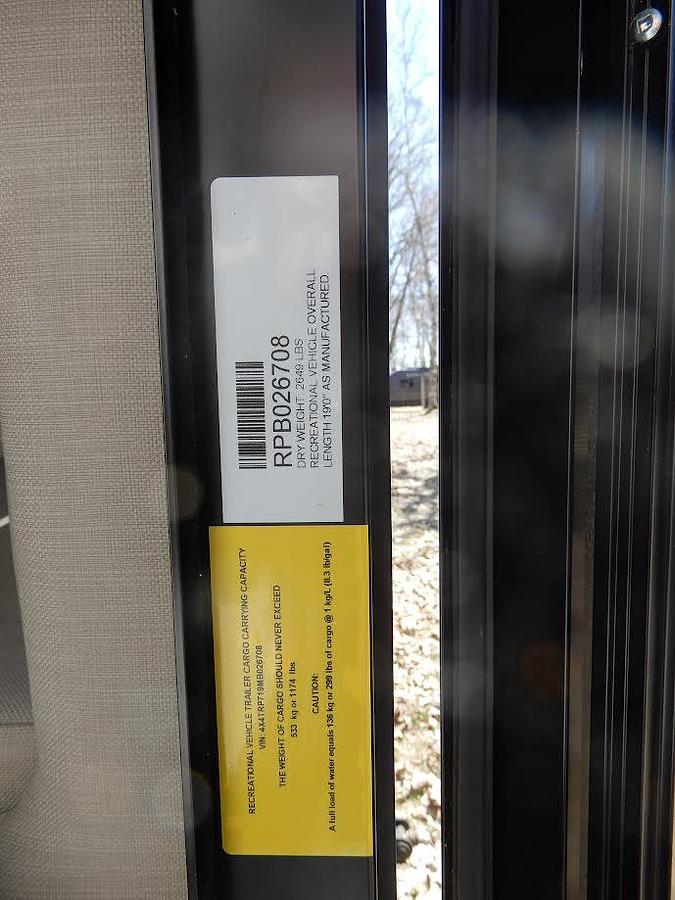 RPB026708
DRY WEIGHT 2649 LBS
RECREATIONAL VEHICLE OVERALL
LENGTH 19'0" AS MANUFACTURED.
RECREATIONAL VEHICLE TRAILER CARGO CARRYING CAPACITY
VIN: 4X4TRP719MB026708
THE WEIGHT OF CARGO SHOULD NEVER EXCEED
533 kg or 1174 lbs
CAUTION:
A full load of water equals 136 kg or 299 lbs of cargo @ 1 kg/L (8.3 lb/gal)